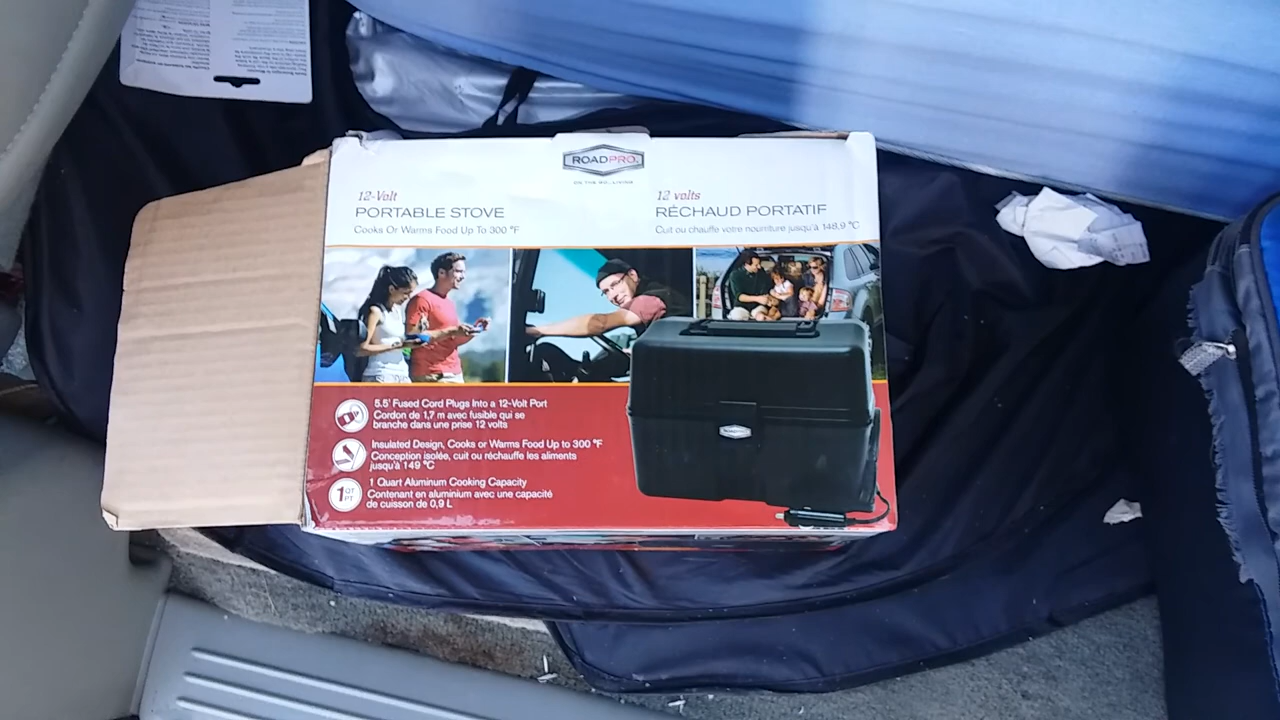 ROADPRO
ON-THE-GO-LIVING
12-Volt
PORTABLE STOVE
Cooks Or Warms Food Up To 300 °F
12 volts
RÉCHAUD PORTATIF
Cuit ou chauffe votre nourriture jusqu'à 148,9 °C
5.5' Fused Cord Plugs Into a 12-Volt Port
Cordon de 1,7 m avec fusible qui se
branche dans une prise 12 volts
Insulated Design, Cooks or Warms Food Up to 300 °F
Conception isolée, cuit ou réchauffe les aliments
jusqu'à 149 °C
1 QT PT
1 Quart Aluminum Cooking Capacity
Contenant en aluminium avec une capacité
de cuisson de 0,9 L
ROADPRO